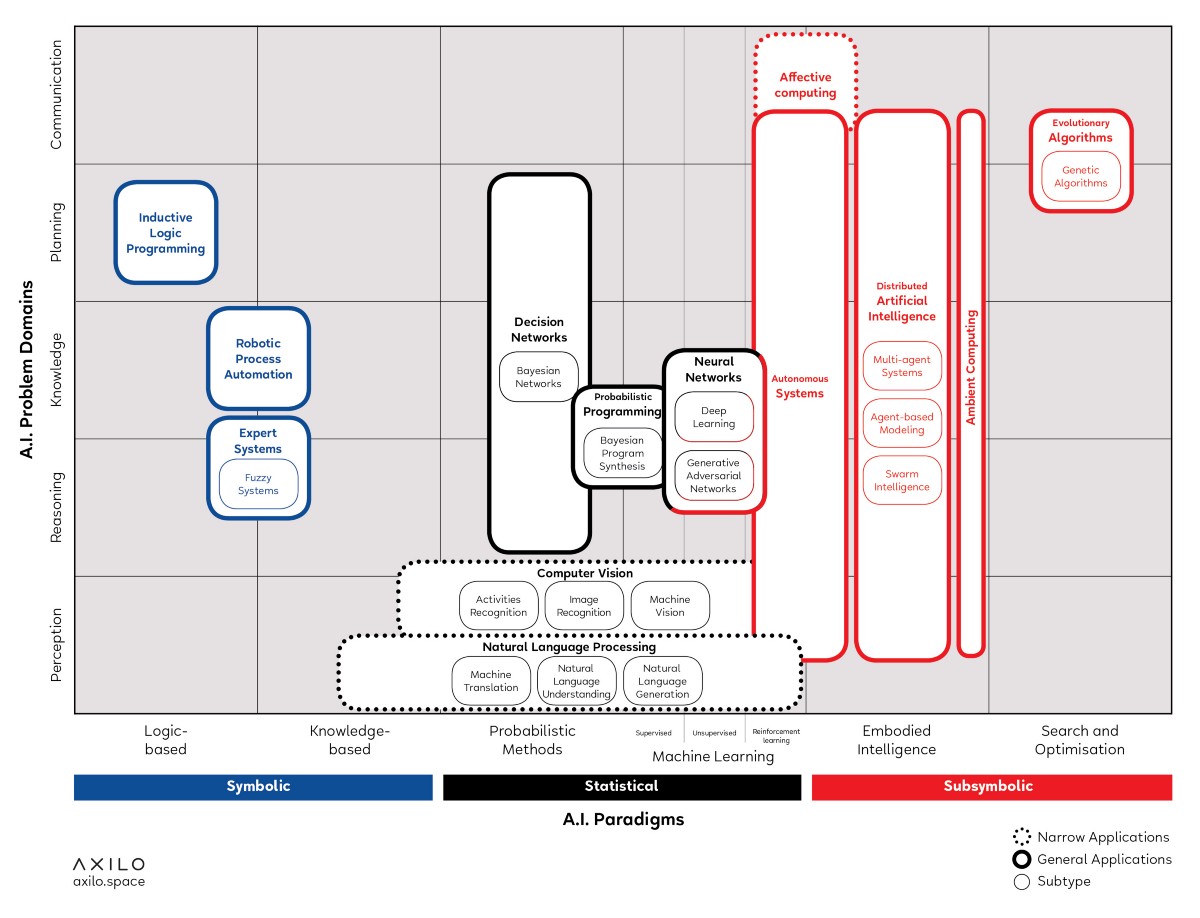 A.I. Problem Domains
Communication
Planning
Knowledge
Reasoning
Perception
Affective
computing
Evolutionary
Algorithms
Genetic
Algorithms
Inductive
Logic
Programming
Robotic
Process
Automation
Expert
Systems
Fuzzy
Systems
Decision
Networks
Bayesian
Networks
Probabilistic
Programming
Bayesian
Program
Synthesis
Neural
Networks
Deep
Learning
Generative
Adversarial
Networks
Autonomous
Systems
Distributed
Artificial
Intelligence
Multi-agent
Systems
Agent-based
Modeling
Swarm
Intelligence
Ambient Computing
Computer Vision
Activities
Recognition
Image
Recognition
Machine
Vision
Natural Language Processing
Machine
Translation
Natural
Language
Understanding
Natural
Language
Generation
Logic-
based
Knowledge-
based
Probabilistic
Methods
Supervised
Unsupervised
Reinforcement
learning
Machine Learning
Embodied
Intelligence
Search and
Optimisation
Symbolic
Statistical
Subsymbolic
A.I. Paradigms
Narrow Applications
General Applications
Subtype
AXILO
axilo.space